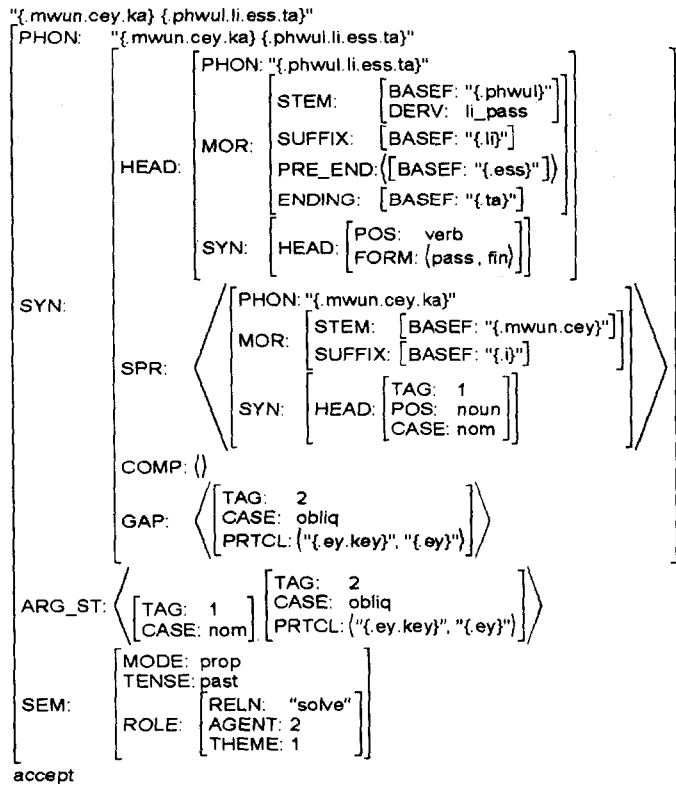 "{.mwun.cey.ka} {.phwul.li.ess.ta}"
PHON: "{.mwun.cey.ka} {.phwul.li.ess.ta}"
PHON: "{.phwul.li.ess.ta}"
STEM: [BASEF: "{.phwul}"
DERV: li_pass]
MOR: SUFFIX: [BASEF: "{.li}"]
HEAD: PRE_END: ⟨[BASEF: "{.ess}"]⟩
ENDING: [BASEF: "{.ta}"]
SYN: [HEAD: [POS: verb
FORM: ⟨pass, fin⟩]]
SYN:
PHON: "{.mwun.cey.ka}"
MOR: [STEM: [BASEF: "{.mwun.cey}"]
SUFFIX: [BASEF: "{.i}"]]
SPR:
SYN: [HEAD: [TAG: 1
POS: noun
CASE: nom]]
COMP: ⟨⟩
GAP: ⟨[TAG: 2
CASE: obliq
PRTCL: ⟨"{.ey.key}", "{.ey}"⟩]⟩
ARG_ST: ⟨[TAG: 1
CASE: nom], [TAG: 2
CASE: obliq
PRTCL: ⟨"{.ey.key}", "{.ey}"⟩]⟩
MODE: prop
TENSE: past
SEM: ROLE: [RELN: "solve"
AGENT: 2
THEME: 1]
accept